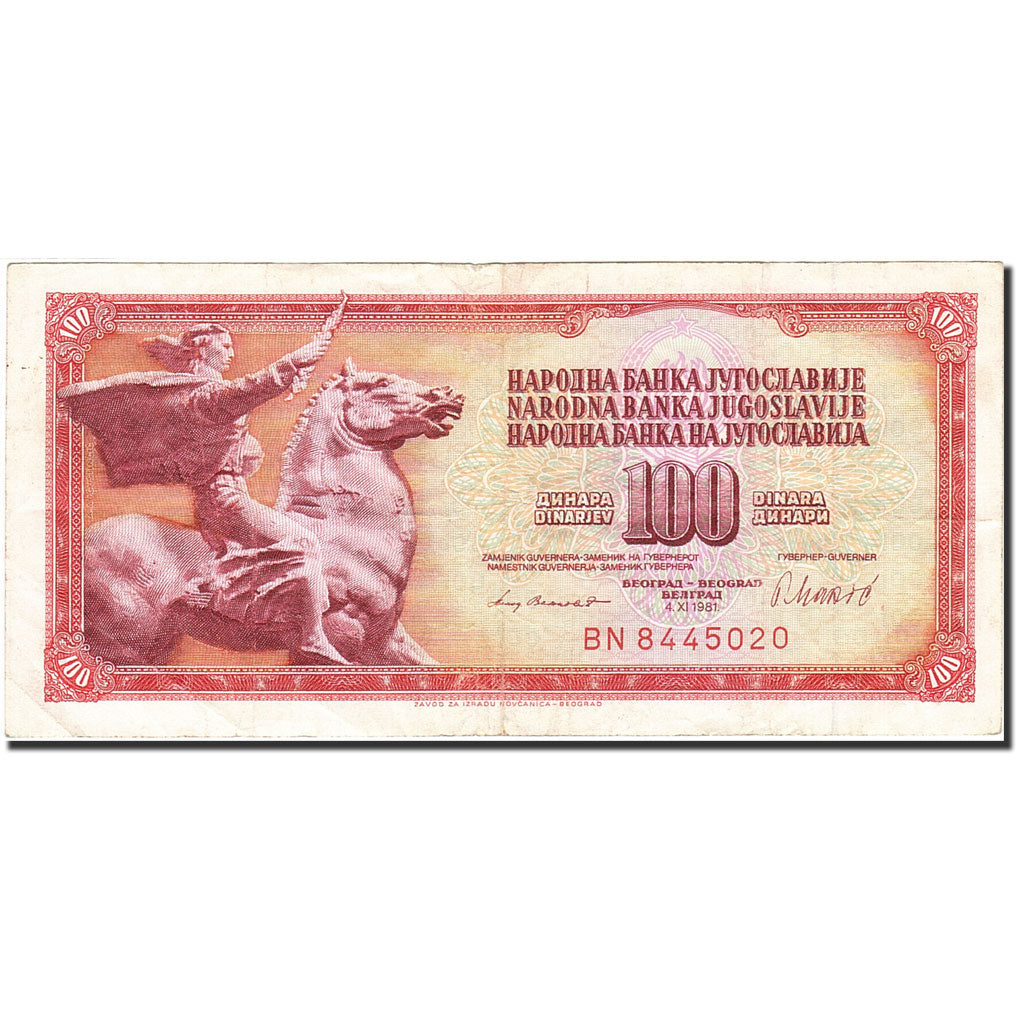 100
100
НАРОДНА БАНКА ЈУГОСЛАВИЈЕ
NARODNA BANKA JUGOSLAVIJE
НАРОДНА БАНКА НА ЈУГОСЛАВИЈА
ДИНАРА 100 DINARA
DINARJEV ДИНАРИ
ZAMJENIK GUVERNERA-ЗАМЕНИК НА ГУВЕРНЕРОТ ГУВЕРНЕР-GUVERNER
NAMESTNIK GUVERNERJA-ЗАМЕНИК ГУВЕРНЕРА
БЕОГРАД – BEOGRAD
БЕЛГРАД
4. XI 1981.
BN 8445020
100
100
ZAVOD ZA IZRADU NOVČANICA – BEOGRAD